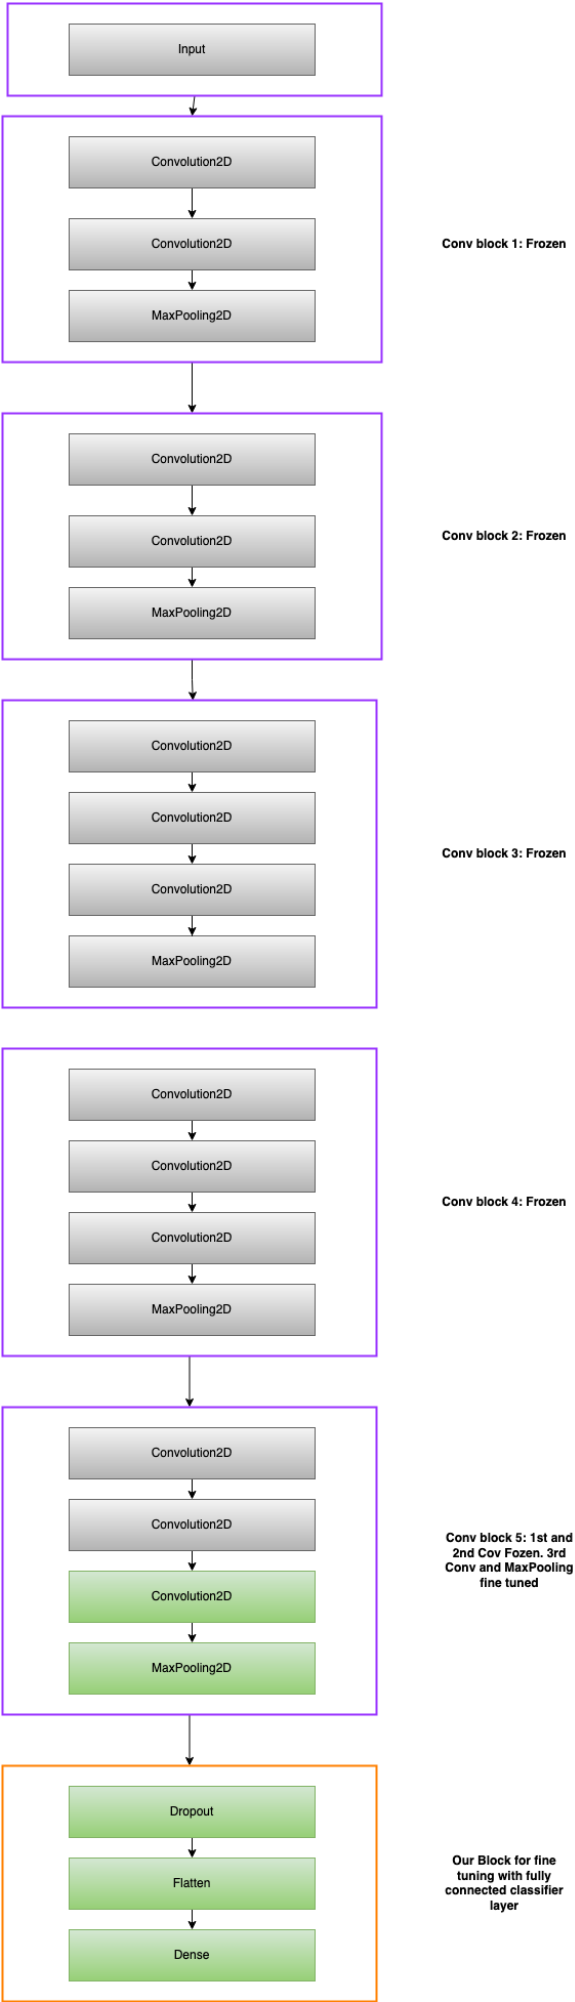 Input
Convolution2D
Convolution2D
Conv block 1: Frozen
MaxPooling2D
Convolution2D
Conv block 2: Frozen
Convolution2D
MaxPooling2D
Convolution2D
Convolution2D
Conv block 3: Frozen
Convolution2D
MaxPooling2D
Convolution2D
Convolution2D
Conv block 4: Frozen
Convolution2D
MaxPooling2D
Convolution2D
Convolution2D
Conv block 5: 1st and
2nd Cov Fozen. 3rd
Conv and MaxPooling
fine tuned
Convolution2D
MaxPooling2D
Dropout
Flatten
Our Block for fine
tuning with fully
connected classifier
layer
Dense